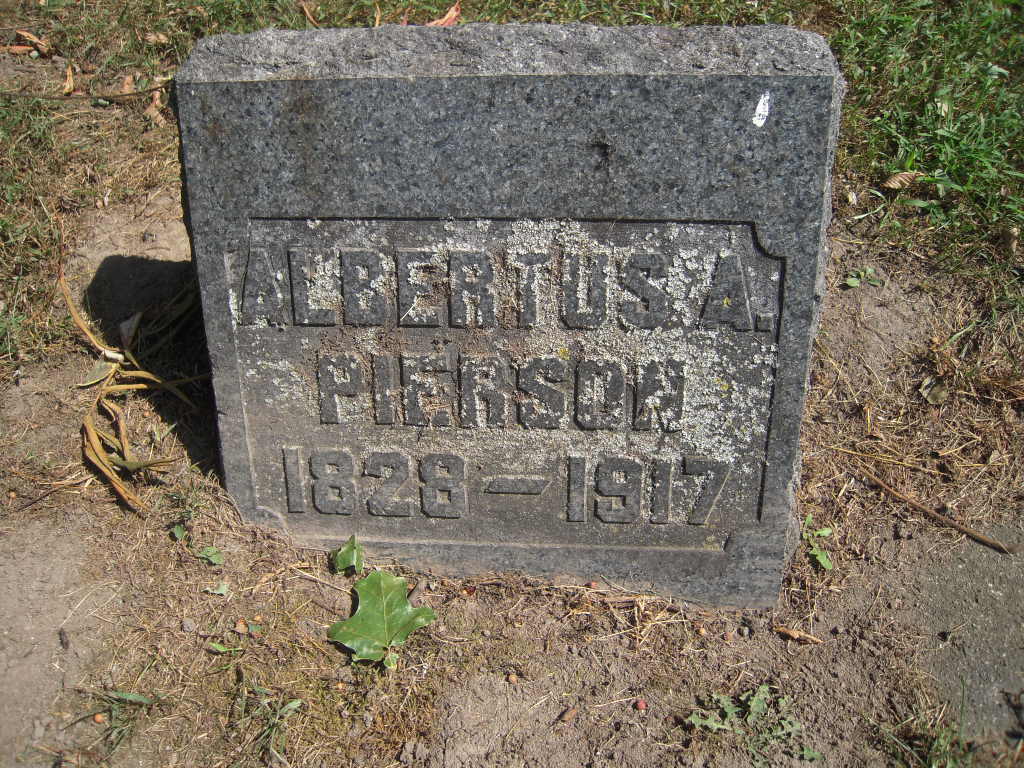 ALBERTUS A.
PIERSON
1828 — 1917